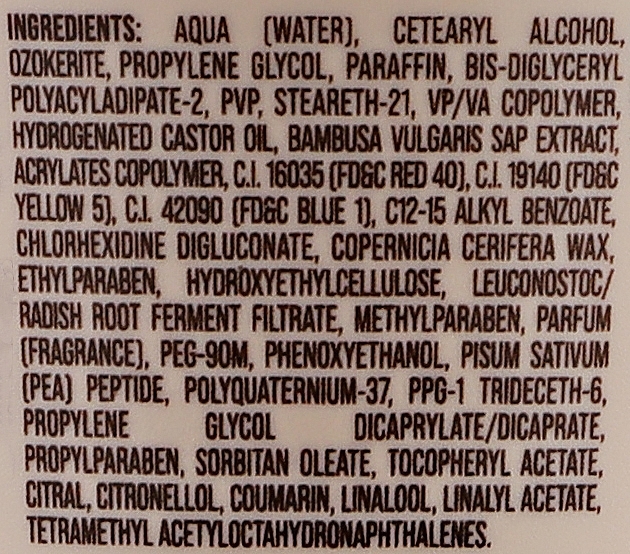 INGREDIENTS: AQUA (WATER), CETEARYL ALCOHOL,
OZOKERITE, PROPYLENE GLYCOL, PARAFFIN, BIS-DIGLYCERYL
POLYACYLADIPATE-2, PVP, STEARETH-21, VP/VA COPOLYMER,
HYDROGENATED CASTOR OIL, BAMBUSA VULGARIS SAP EXTRACT,
ACRYLATES COPOLYMER, C.I. 16035 (FD&C RED 40), C.I. 19140 (FD&C
YELLOW 5), C.I. 42090 (FD&C BLUE 1), C12-15 ALKYL BENZOATE,
CHLORHEXIDINE DIGLUCONATE, COPERNICIA CERIFERA WAX,
ETHYLPARABEN, HYDROXYETHYLCELLULOSE, LEUCONOSTOC/
RADISH ROOT FERMENT FILTRATE, METHYLPARABEN, PARFUM
(FRAGRANCE), PEG-90M, PHENOXYETHANOL, PISUM SATIVUM
(PEA) PEPTIDE, POLYQUATERNIUM-37, PPG-1 TRIDECETH-6,
PROPYLENE GLYCOL DICAPRYLATE/DICAPRATE,
PROPYLPARABEN, SORBITAN OLEATE, TOCOPHERYL ACETATE,
CITRAL, CITRONELLOL, COUMARIN, LINALOOL, LINALYL ACETATE,
TETRAMETHYL ACETYLOCTAHYDRONAPHTHALENES.